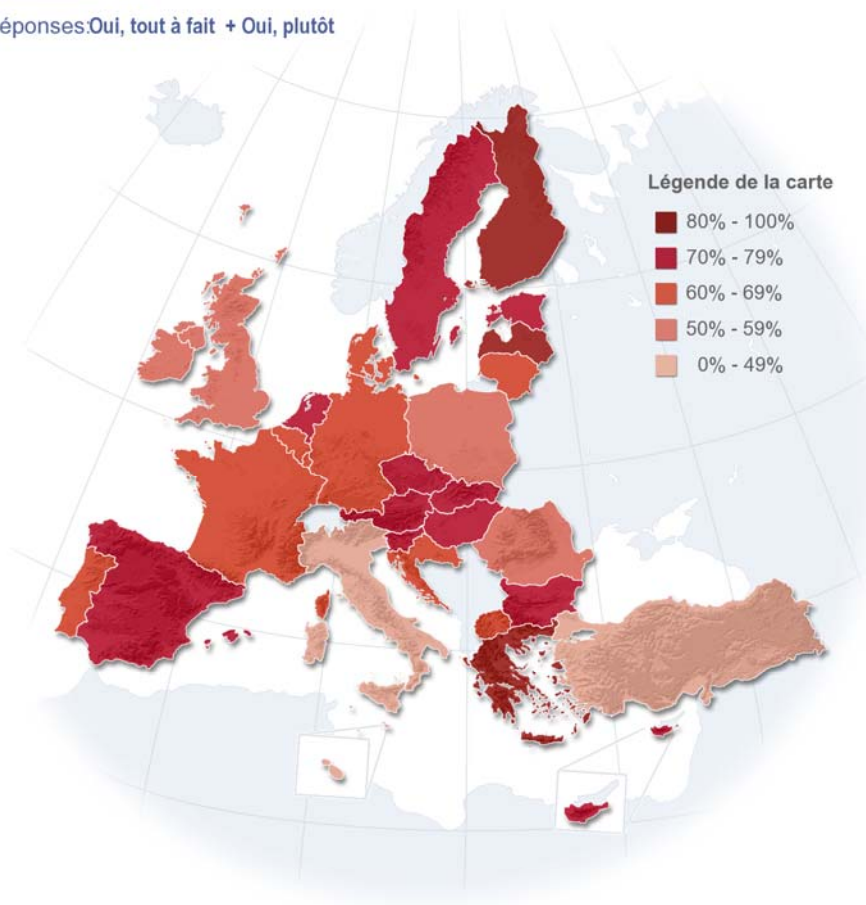 éponses:Oui, tout à fait + Oui, plutôt
Légende de la carte
80% - 100%
70% - 79%
60% - 69%
50% - 59%
0% - 49%